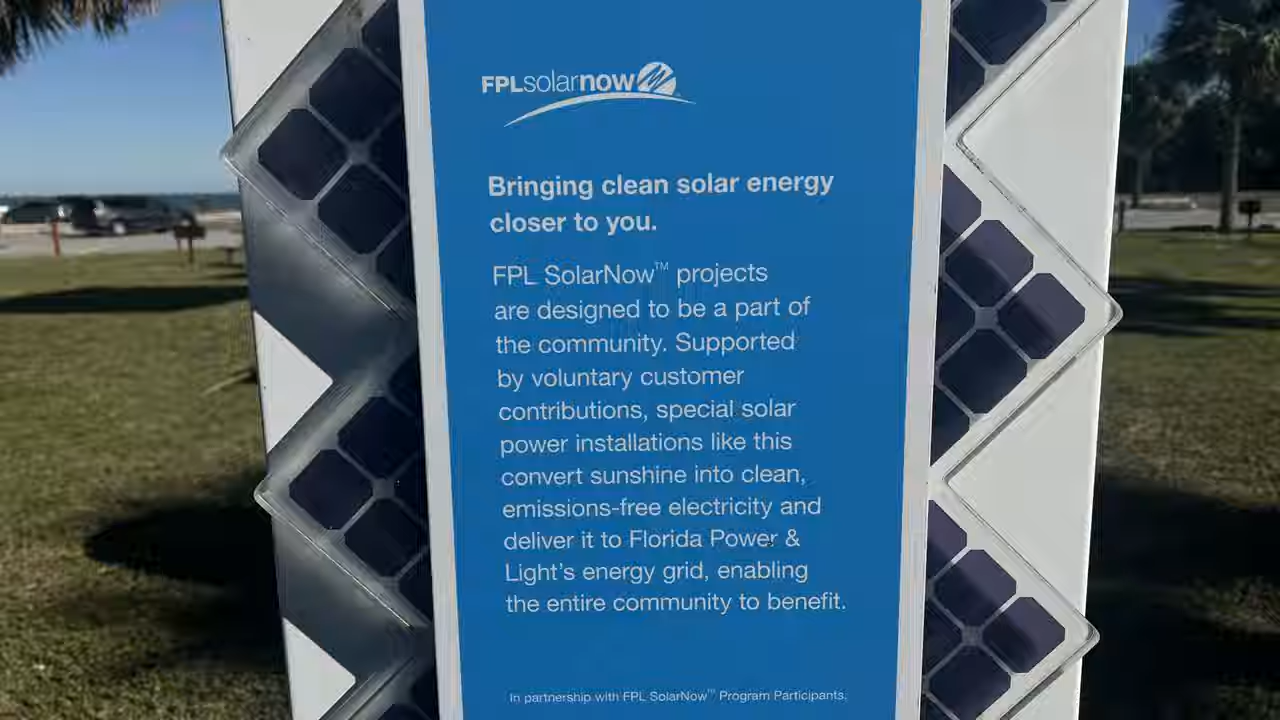 FPLsolarnow
Bringing clean solar energy
closer to you.
FPL SolarNow™ projects
are designed to be a part of
the community. Supported
by voluntary customer
contributions, special solar
power installations like this
convert sunshine into clean,
emissions-free electricity and
deliver it to Florida Power &
Light's energy grid, enabling
the entire community to benefit.
In partnership with FPL SolarNow™ Program Participants.